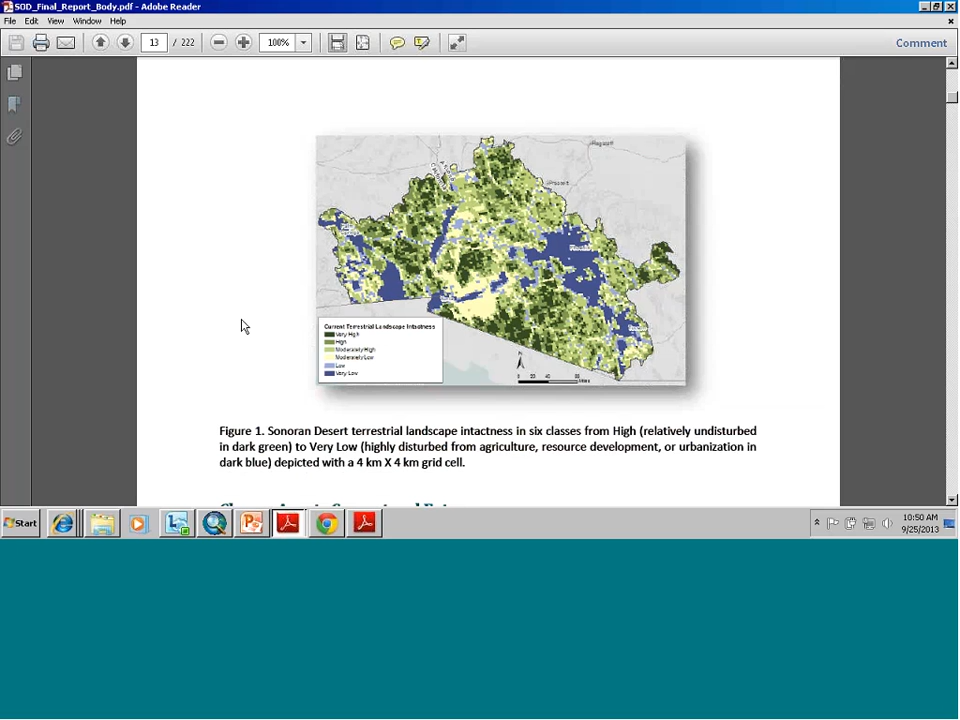 SOD_Final_Report_Body.pdf - Adobe Reader
File Edit View Window Help
13 / 222 100% Comment
Current Terrestrial Landscape Intactness
Very High
High
Moderately High
Moderately Low
Low
Very Low
N
Miles
Figure 1. Sonoran Desert terrestrial landscape intactness in six classes from High (relatively undisturbed
in dark green) to Very Low (highly disturbed from agriculture, resource development, or urbanization in
dark blue) depicted with a 4 km X 4 km grid cell.
Start
10:50 AM
9/25/2013